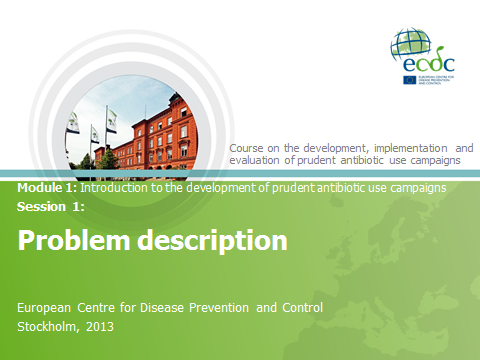 ecdc
EUROPEAN CENTRE FOR
DISEASE PREVENTION
AND CONTROL
Course on the development, implementation and
evaluation of prudent antibiotic use campaigns
Module 1: Introduction to the development of prudent antibiotic use campaigns
Session 1:
Problem description
European Centre for Disease Prevention and Control
Stockholm, 2013